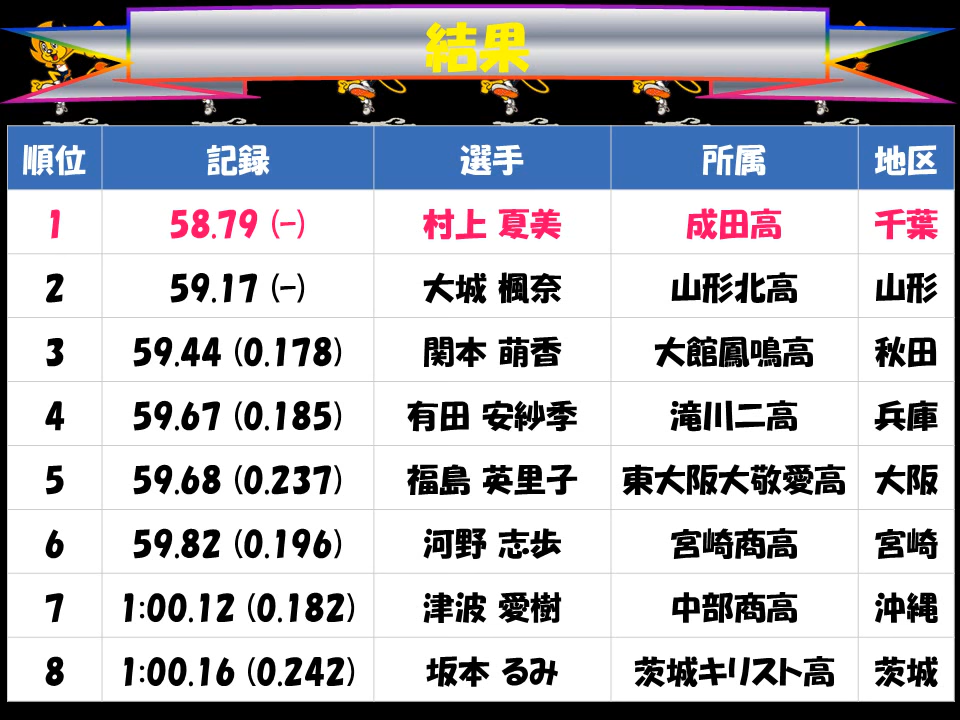 結果
順位 記録 選手 所属 地区
1 58.79 (-) 村上 夏美 成田高 千葉
2 59.17 (-) 大城 楓奈 山形北高 山形
3 59.44 (0.178) 関本 萌香 大館鳳鳴高 秋田
4 59.67 (0.185) 有田 安紗季 滝川二高 兵庫
5 59.68 (0.237) 福島 英里子 東大阪大敬愛高 大阪
6 59.82 (0.196) 河野 志歩 宮崎商高 宮崎
7 1:00.12 (0.182) 津波 愛樹 中部商高 沖縄
8 1:00.16 (0.242) 坂本 るみ 茨城キリスト高 茨城